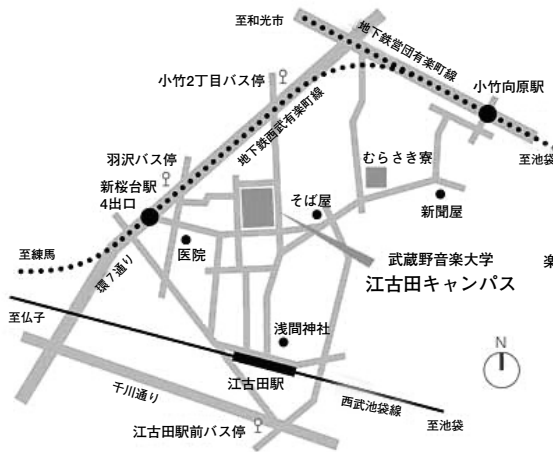 至和光市
地下鉄営団有楽町線
小竹向原駅
小竹2丁目バス停
地下鉄西武有楽町線
至池袋
羽沢バス停
むらさき寮
新桜台駅
4出口
そば屋
新聞屋
医院
武蔵野音楽大学
江古田キャンパス
楽
至練馬
環7通り
至仏子
浅間神社
N
江古田駅
千川通り
西武池袋線
至池袋
江古田駅前バス停